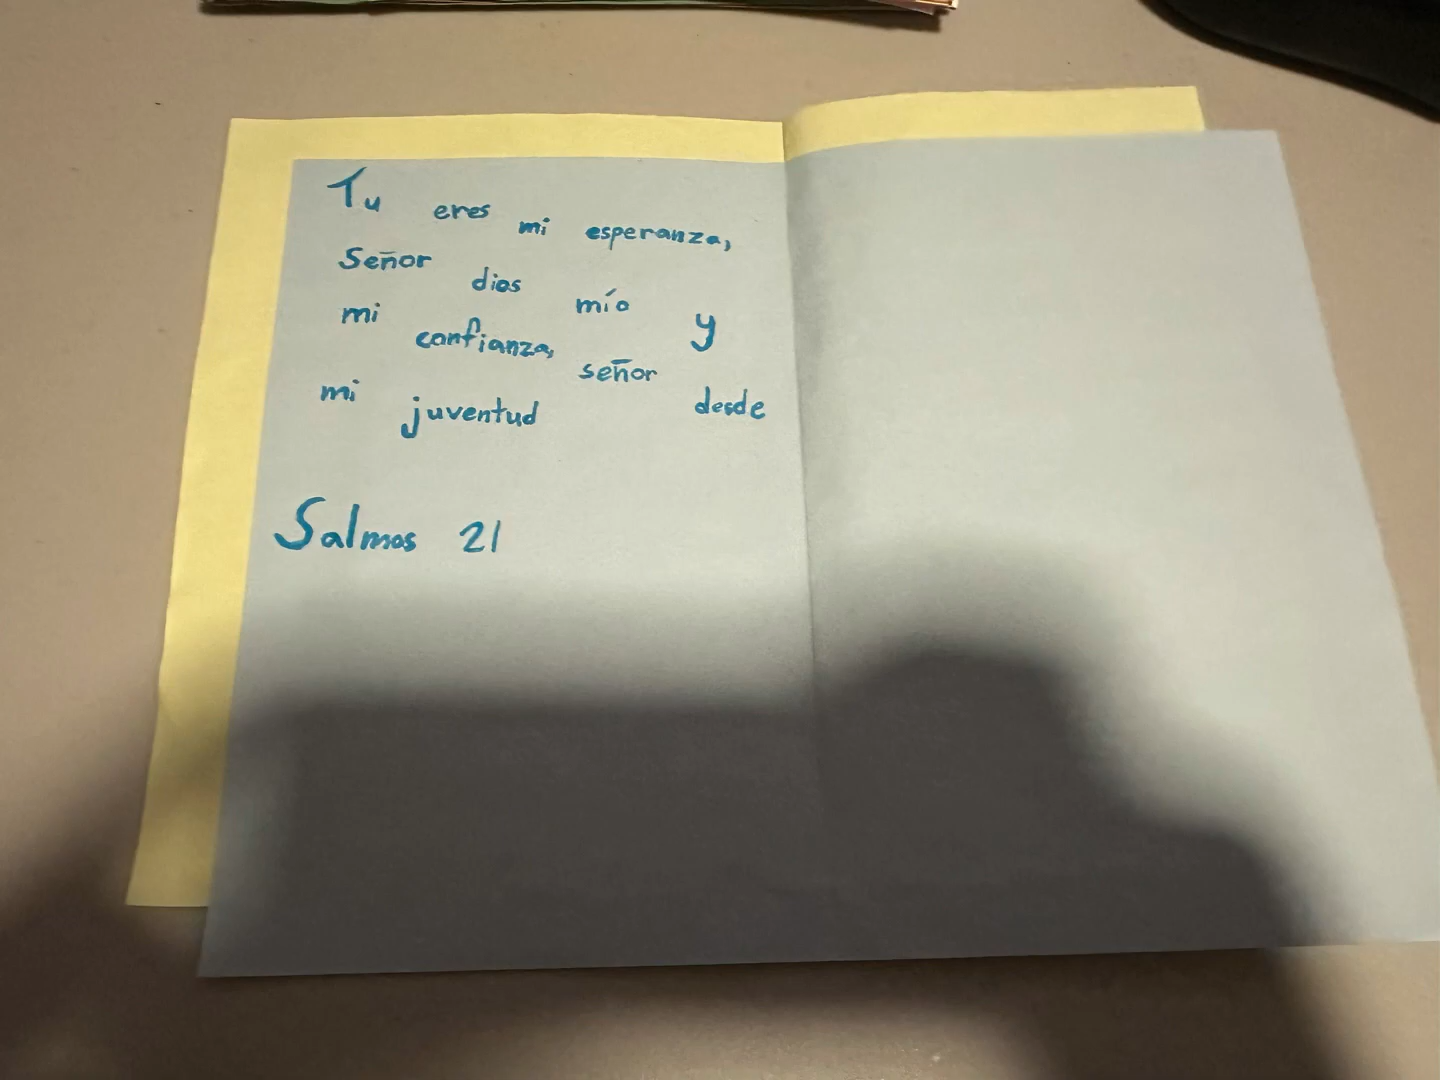 Tu eres mi esperanza,
Señor dios mío y
mi confianza, señor desde
mi juventud
Salmos 21